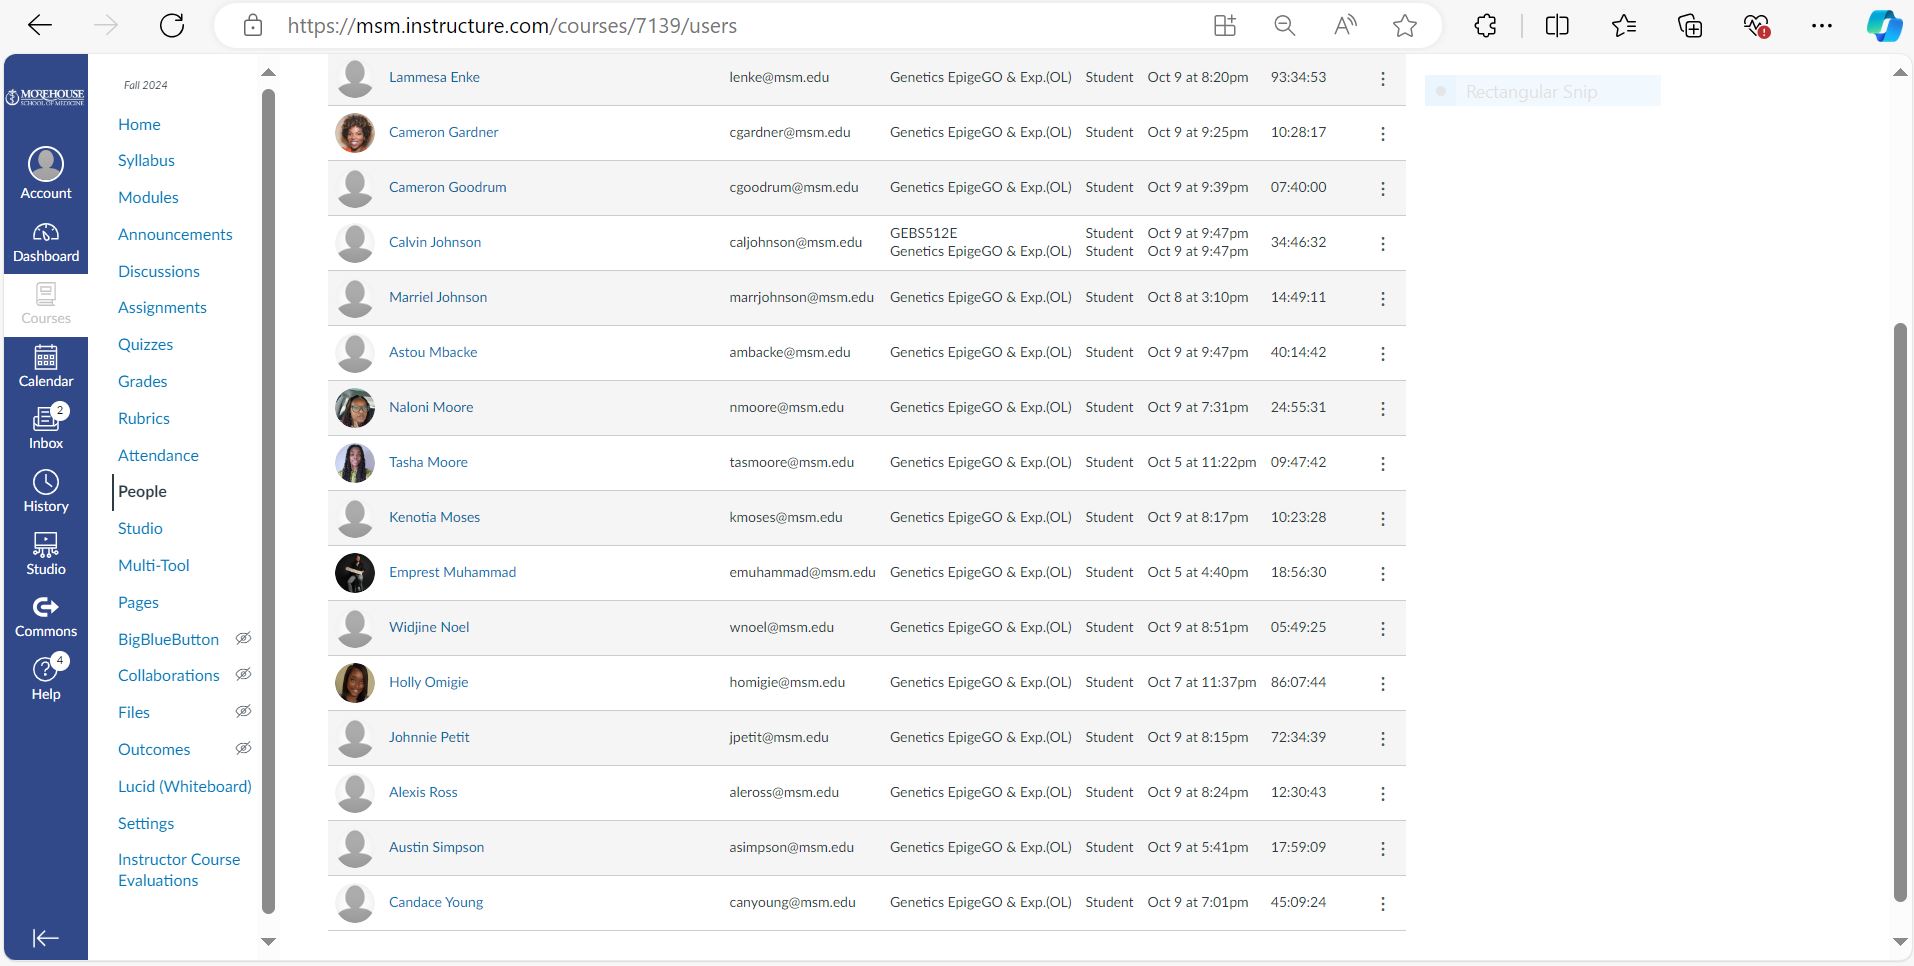 https://msm.instructure.com/courses/7139/users
MOREHOUSE
SCHOOL OF MEDICINE
Account
Dashboard
Courses
Calendar
2
Inbox
History
Studio
Commons
4
Help
Fall 2024
Home
Syllabus
Modules
Announcements
Discussions
Assignments
Quizzes
Grades
Rubrics
Attendance
People
Studio
Multi-Tool
Pages
BigBlueButton
Collaborations
Files
Outcomes
Lucid (Whiteboard)
Settings
Instructor Course
Evaluations
Lammesa Enke lenke@msm.edu Genetics EpigeGO & Exp.(OL) Student Oct 9 at 8:20pm 93:34:53
Cameron Gardner cgardner@msm.edu Genetics EpigeGO & Exp.(OL) Student Oct 9 at 9:25pm 10:28:17
Cameron Goodrum cgoodrum@msm.edu Genetics EpigeGO & Exp.(OL) Student Oct 9 at 9:39pm 07:40:00
GEBS512E Student Oct 9 at 9:47pm
Calvin Johnson caljohnson@msm.edu 34:46:32
Genetics EpigeGO & Exp.(OL) Student Oct 9 at 9:47pm
Marriel Johnson marrjohnson@msm.edu Genetics EpigeGO & Exp.(OL) Student Oct 8 at 3:10pm 14:49:11
Astou Mbacke ambacke@msm.edu Genetics EpigeGO & Exp.(OL) Student Oct 9 at 9:47pm 40:14:42
Naloni Moore nmoore@msm.edu Genetics EpigeGO & Exp.(OL) Student Oct 9 at 7:31pm 24:55:31
Tasha Moore tasmoore@msm.edu Genetics EpigeGO & Exp.(OL) Student Oct 5 at 11:22pm 09:47:42
Kenotia Moses kmoses@msm.edu Genetics EpigeGO & Exp.(OL) Student Oct 9 at 8:17pm 10:23:28
Emprest Muhammad emuhammad@msm.edu Genetics EpigeGO & Exp.(OL) Student Oct 5 at 4:40pm 18:56:30
Widjine Noel wnoel@msm.edu Genetics EpigeGO & Exp.(OL) Student Oct 9 at 8:51pm 05:49:25
Holly Omigie homigie@msm.edu Genetics EpigeGO & Exp.(OL) Student Oct 7 at 11:37pm 86:07:44
Johnnie Petit jpetit@msm.edu Genetics EpigeGO & Exp.(OL) Student Oct 9 at 8:15pm 72:34:39
Alexis Ross aleross@msm.edu Genetics EpigeGO & Exp.(OL) Student Oct 9 at 8:24pm 12:30:43
Austin Simpson asimpson@msm.edu Genetics EpigeGO & Exp.(OL) Student Oct 9 at 5:41pm 17:59:09
Candace Young canyoung@msm.edu Genetics EpigeGO & Exp.(OL) Student Oct 9 at 7:01pm 45:09:24
Rectangular Snip